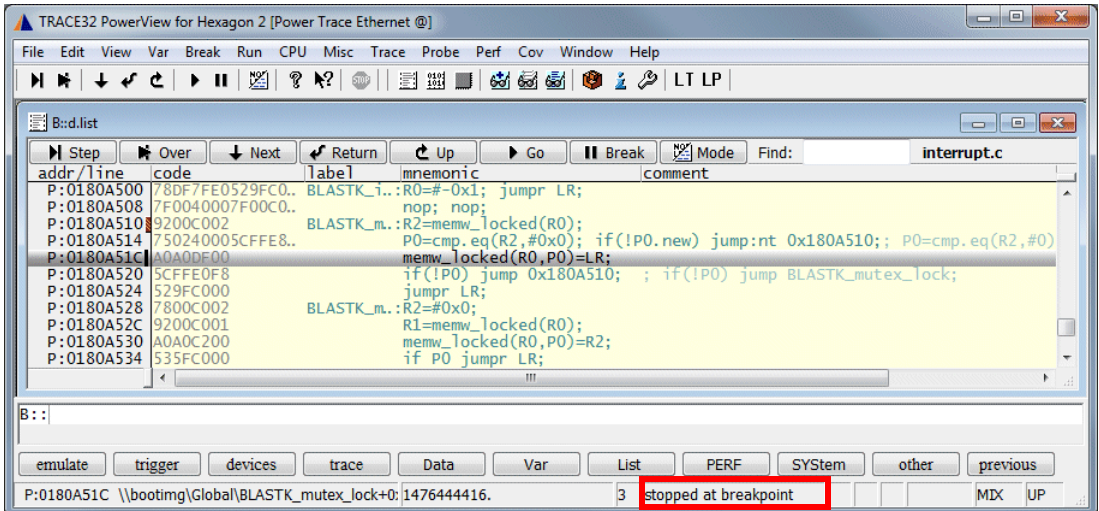 TRACE32 PowerView for Hexagon 2 [Power Trace Ethernet @]
File Edit View Var Break Run CPU Misc Trace Probe Perf Cov Window Help
LT LP
B::d.list
Step Over Next Return Up Go Break Mode Find: interrupt.c
addr/line code label mnemonic comment
P:0180A500 78DF7FE0529FC0.. BLASTK_i..:R0=#-0x1; jumpr LR;
P:0180A508 7F0040007F00C0.. nop; nop;
P:0180A510 9200C002 BLASTK_m..:R2=memw_locked(R0);
P:0180A514 750240005CFFE8.. P0=cmp.eq(R2,#0x0); if(!P0.new) jump:nt 0x180A510;; P0=cmp.eq(R2,#0)
P:0180A51C A0A0DF00 memw_locked(R0,P0)=LR;
P:0180A520 5CFFE0F8 if(!P0) jump 0x180A510; ; if(!P0) jump BLASTK_mutex_lock;
P:0180A524 529FC000 jumpr LR;
P:0180A528 7800C002 BLASTK_m..:R2=#0x0;
P:0180A52C 9200C001 R1=memw_locked(R0);
P:0180A530 A0A0C200 memw_locked(R0,P0)=R2;
P:0180A534 535FC000 if P0 jumpr LR;
B::
emulate trigger devices trace Data Var List PERF SYStem other previous
P:0180A51C \\bootimg\Global\BLASTK_mutex_lock+0: 1476444416. 3 stopped at breakpoint MIX UP